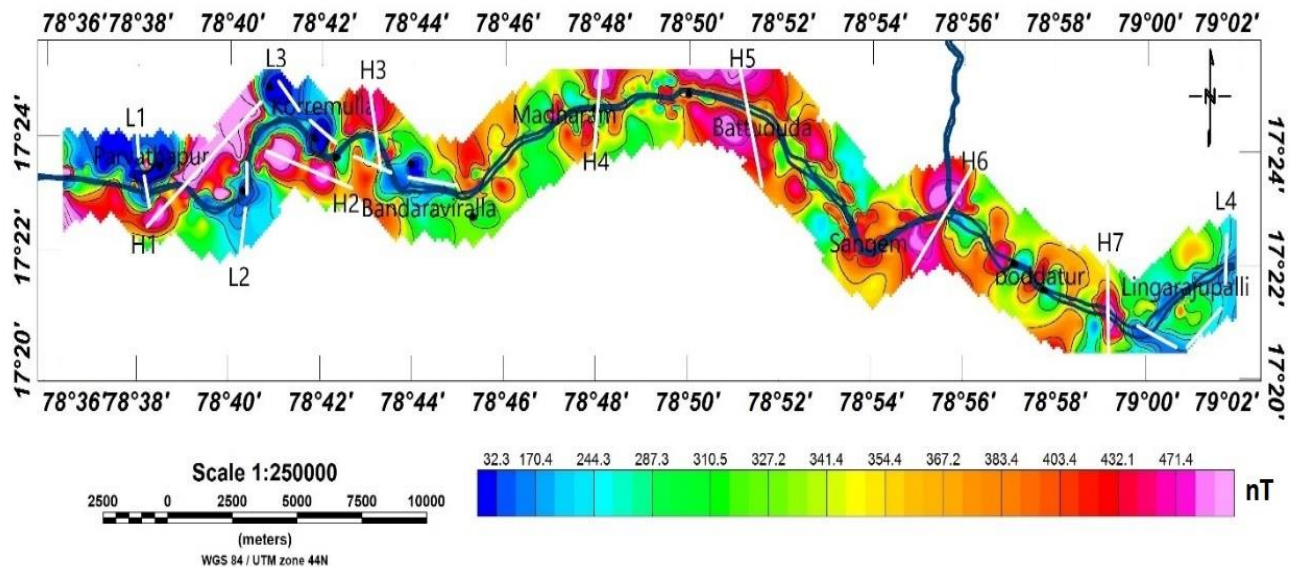 78°36' 78°38' 78°40' 78°42' 78°44' 78°46' 78°48' 78°50' 78°52' 78°54' 78°56' 78°58' 79°00' 79°02'
L3
H3
H5
N
L1
Korremulla
17°24'
Madharam
Battuguda
17°24'
Parvathapur
H4
H6
H2
Bandaraviralla
L4
17°22'
H1
Sangem
H7
17°22'
L2
boddatur
Lingarajupalli
17°20'
17°20'
78°36' 78°38' 78°40' 78°42' 78°44' 78°46' 78°48' 78°50' 78°52' 78°54' 78°56' 78°58' 79°00' 79°02'
Scale 1:250000
2500 0 2500 5000 7500 10000
(meters)
WGS 84 / UTM zone 44N
32.3 170.4 244.3 287.3 310.5 327.2 341.4 354.4 367.2 383.4 403.4 432.1 471.4
nT